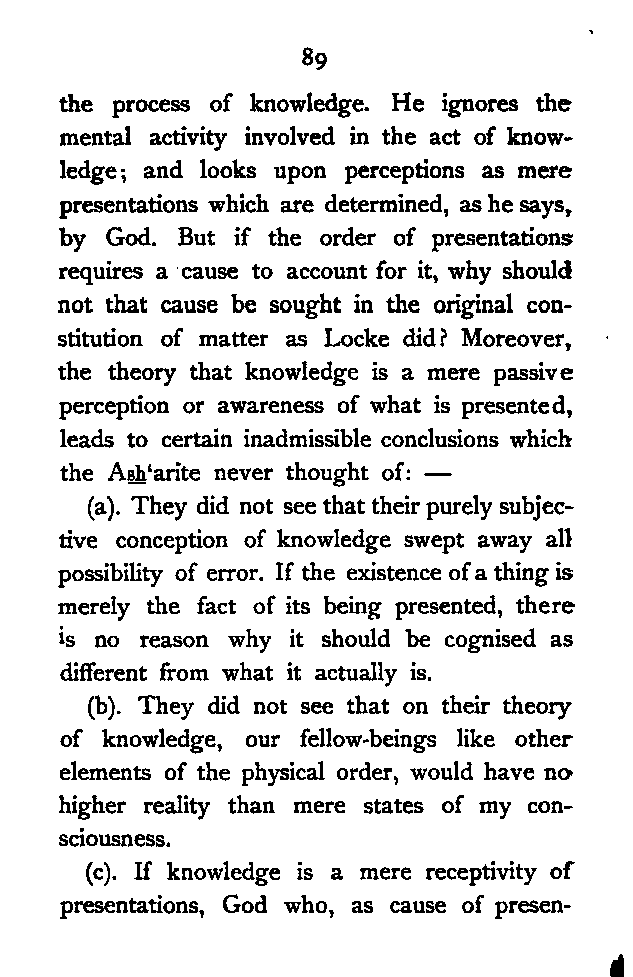 89
the process of knowledge. He ignores the
mental activity involved in the act of know-
ledge; and looks upon perceptions as mere
presentations which are determined, as he says,
by God. But if the order of presentations
requires a cause to account for it, why should
not that cause be sought in the original con-
stitution of matter as Locke did? Moreover,
the theory that knowledge is a mere passive
perception or awareness of what is presented,
leads to certain inadmissible conclusions which
the Ash‘arite never thought of: —
(a). They did not see that their purely subjec-
tive conception of knowledge swept away all
possibility of error. If the existence of a thing is
merely the fact of its being presented, there
is no reason why it should be cognised as
different from what it actually is.
(b). They did not see that on their theory
of knowledge, our fellow-beings like other
elements of the physical order, would have no
higher reality than mere states of my con-
sciousness.
(c). If knowledge is a mere receptivity of
presentations, God who, as cause of presen-